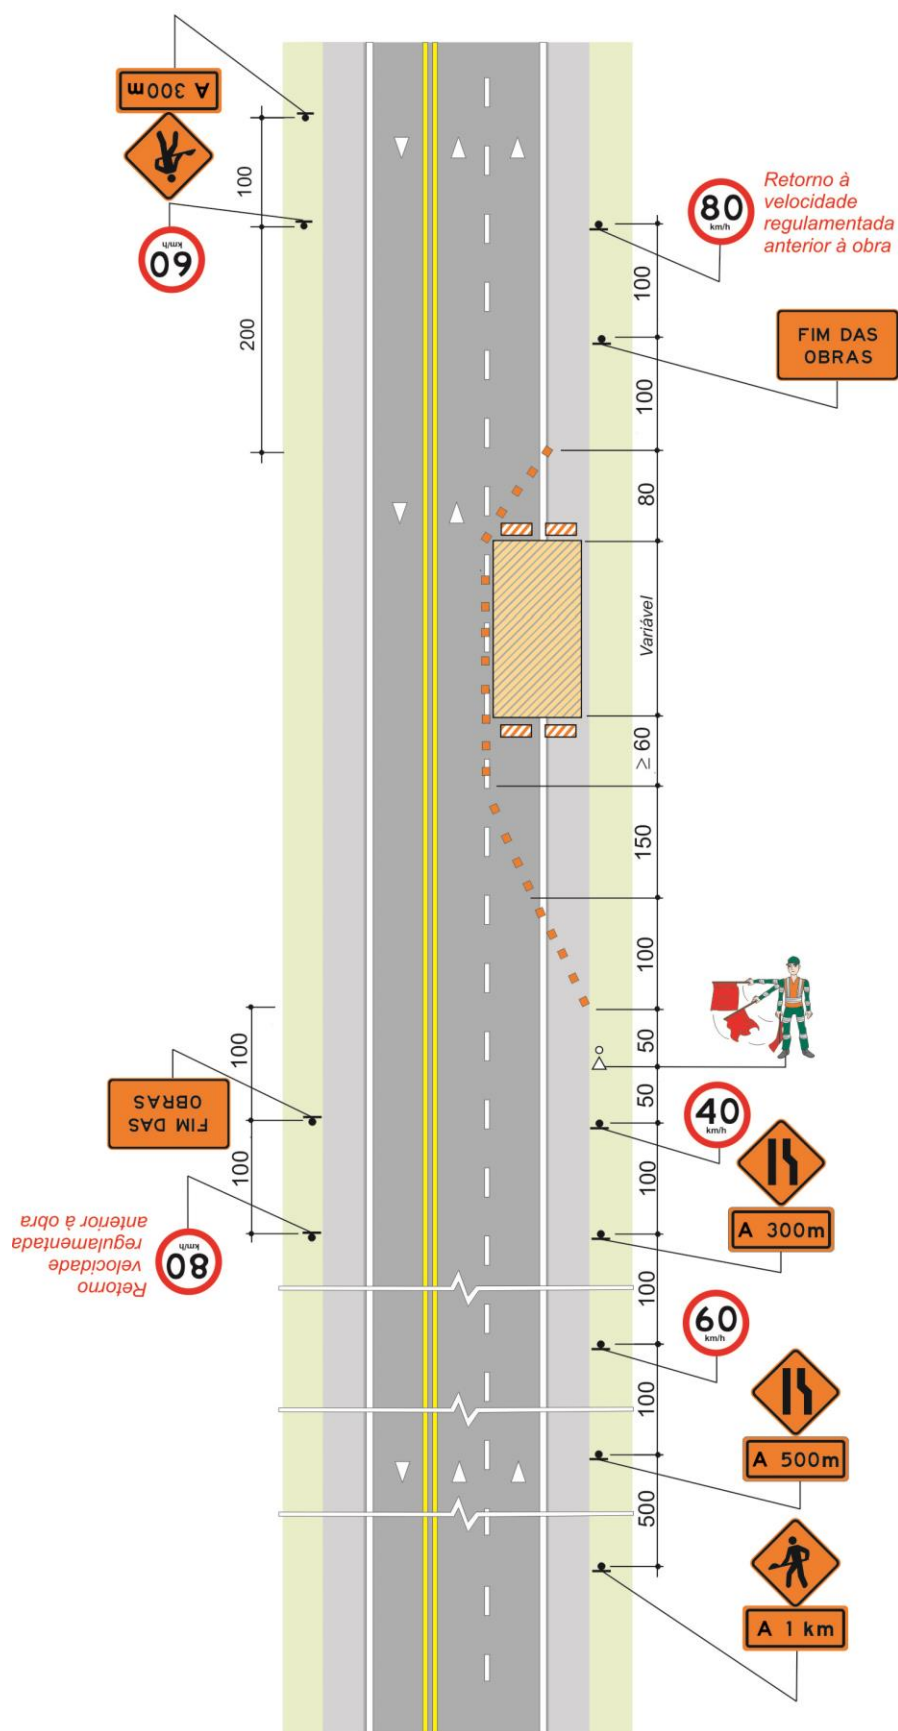 A 300m
100
60
km/h
200
80
km/h
Retorno à
velocidade
regulamentada
anterior à obra
100
FIM DAS
OBRAS
100
80
Variável
≥ 60
150
100
50
50
100
FIM DAS
OBRAS
100
80
km/h
Retorno
velocidade
regulamentada
anterior à obra
40
km/h
100
A 300m
100
60
km/h
100
A 500m
500
A 1 km